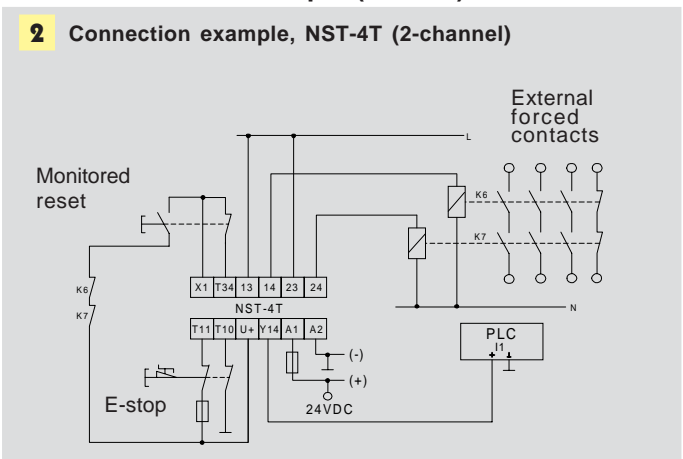 2 Connection example, NST-4T (2-channel)
External
forced
contacts
L
Monitored
reset
K6
K7
K6
K7
X1 T34 13 14 23 24
NST-4T
T11 T10 U+ Y14 A1 A2
N
PLC
I1
(-)
(+)
24VDC
E-stop